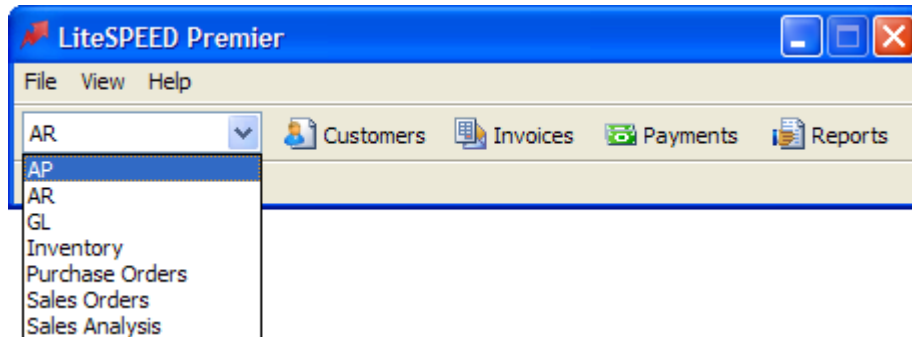 LiteSPEED Premier
File View Help
AR Customers Invoices Payments Reports
AP
AR
GL
Inventory
Purchase Orders
Sales Orders
Sales Analysis